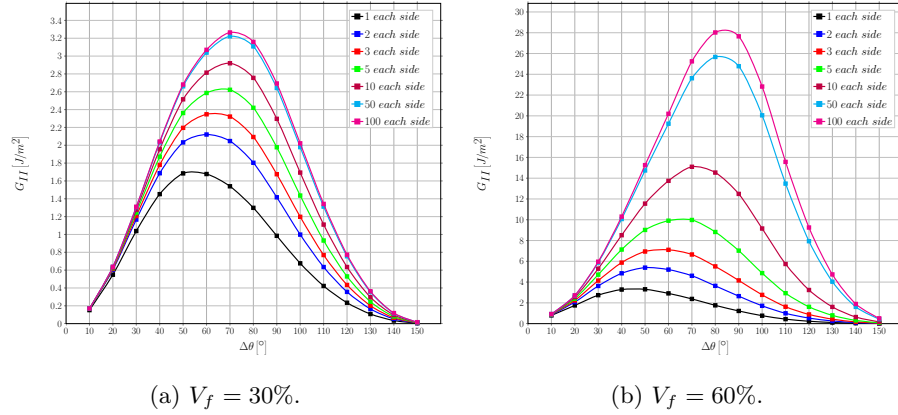 3.4
3.2
3
2.8
2.6
2.4
2.2
2
1.8
1.6
1.4
1.2
1
0.8
0.6
0.4
0.2
0
G_{II} [J/m²]
1 each side
2 each side
3 each side
5 each side
10 each side
50 each side
100 each side
0 10 20 30 40 50 60 70 80 90 100 110 120 130 140 150
Δθ [°]
(a) V_f = 30%.
30
28
26
24
22
20
18
16
14
12
10
8
6
4
2
0
G_{II} [J/m²]
1 each side
2 each side
3 each side
5 each side
10 each side
50 each side
100 each side
0 10 20 30 40 50 60 70 80 90 100 110 120 130 140 150
Δθ [°]
(b) V_f = 60%.